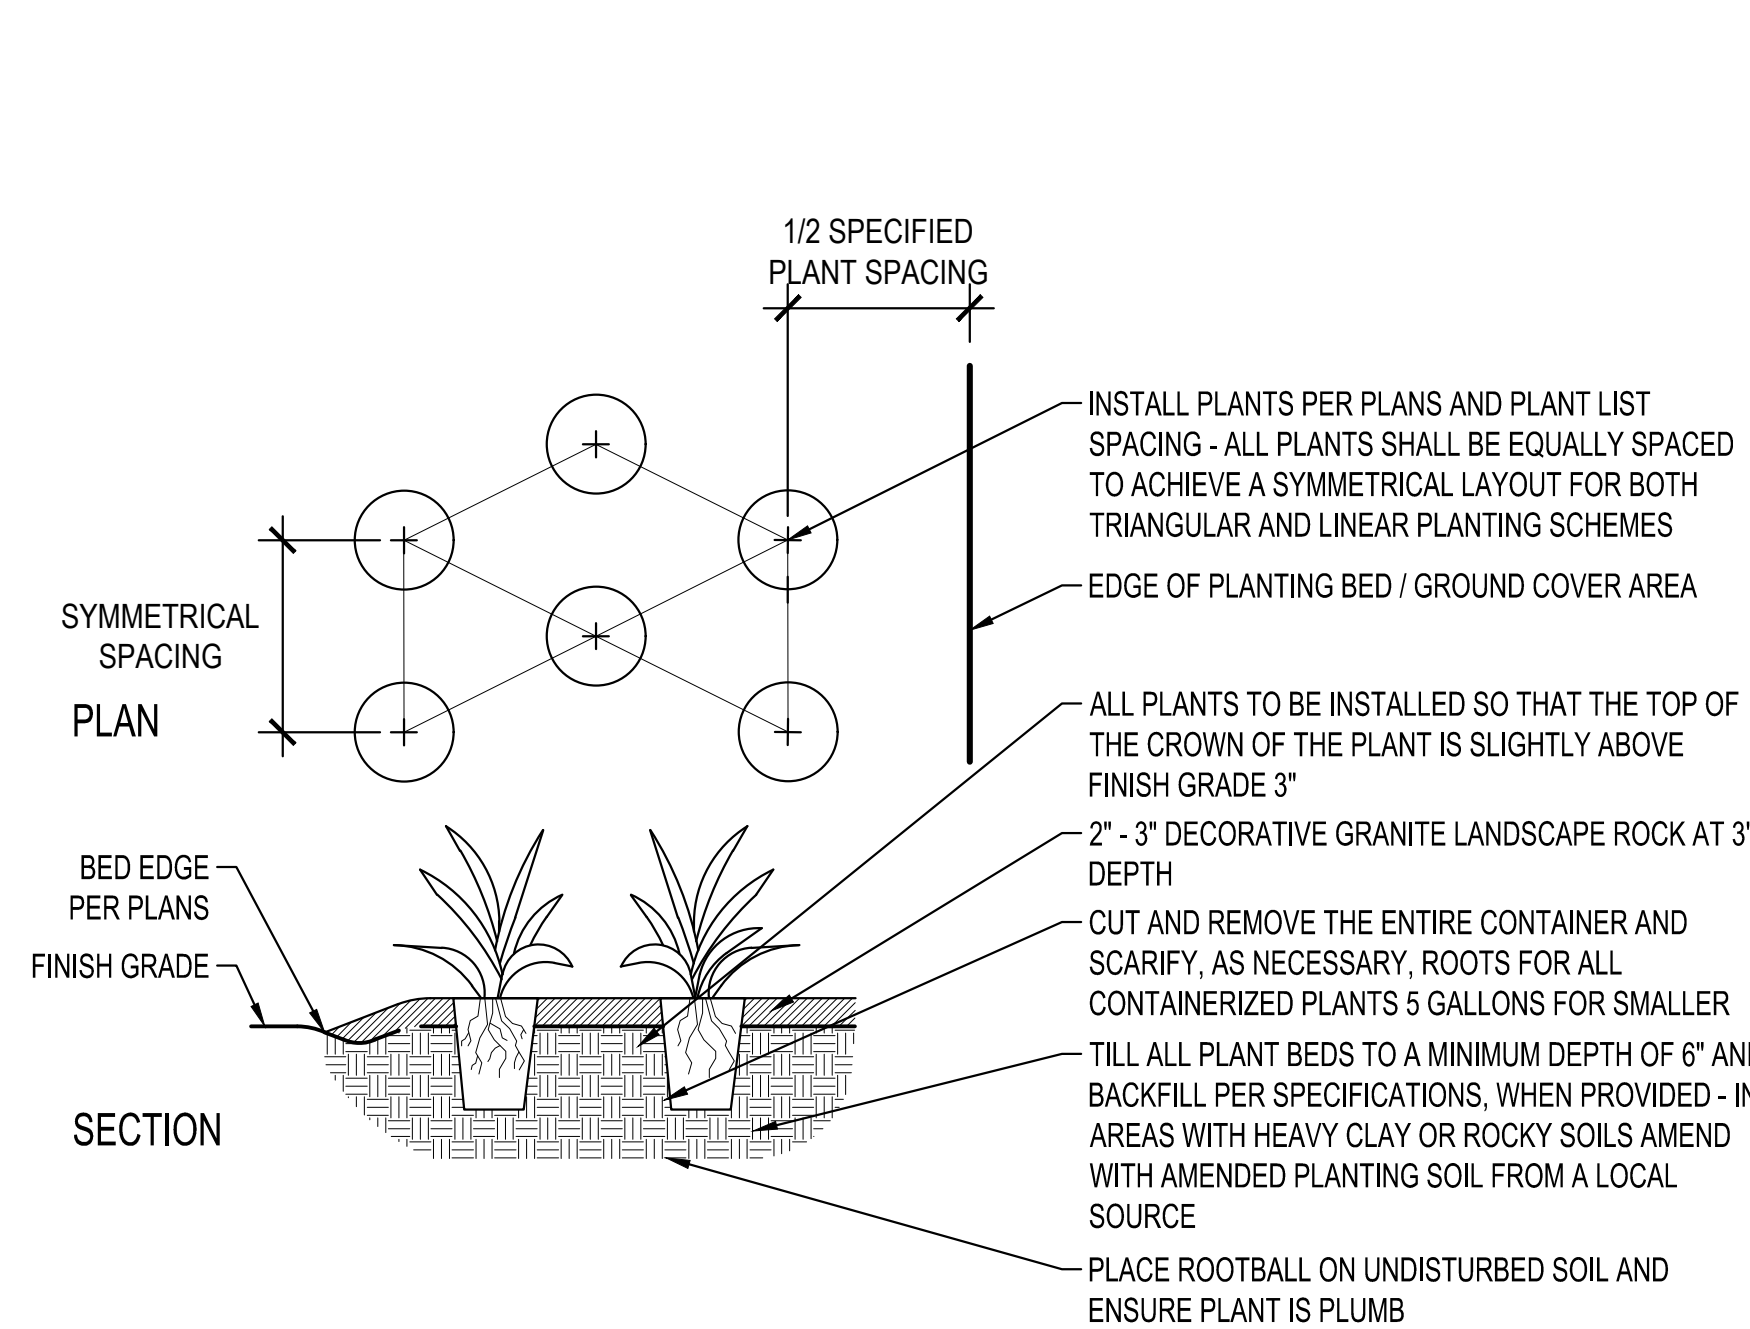 1/2 SPECIFIED
PLANT SPACING
INSTALL PLANTS PER PLANS AND PLANT LIST
SPACING - ALL PLANTS SHALL BE EQUALLY SPACED
TO ACHIEVE A SYMMETRICAL LAYOUT FOR BOTH
TRIANGULAR AND LINEAR PLANTING SCHEMES
EDGE OF PLANTING BED / GROUND COVER AREA
SYMMETRICAL
SPACING
PLAN
ALL PLANTS TO BE INSTALLED SO THAT THE TOP OF
THE CROWN OF THE PLANT IS SLIGHTLY ABOVE
FINISH GRADE 3"
2" - 3" DECORATIVE GRANITE LANDSCAPE ROCK AT 3"
DEPTH
BED EDGE
PER PLANS
FINISH GRADE
CUT AND REMOVE THE ENTIRE CONTAINER AND
SCARIFY, AS NECESSARY, ROOTS FOR ALL
CONTAINERIZED PLANTS 5 GALLONS FOR SMALLER
SECTION
TILL ALL PLANT BEDS TO A MINIMUM DEPTH OF 6" AN
BACKFILL PER SPECIFICATIONS, WHEN PROVIDED - IN
AREAS WITH HEAVY CLAY OR ROCKY SOILS AMEND
WITH AMENDED PLANTING SOIL FROM A LOCAL
SOURCE
PLACE ROOTBALL ON UNDISTURBED SOIL AND
ENSURE PLANT IS PLUMB